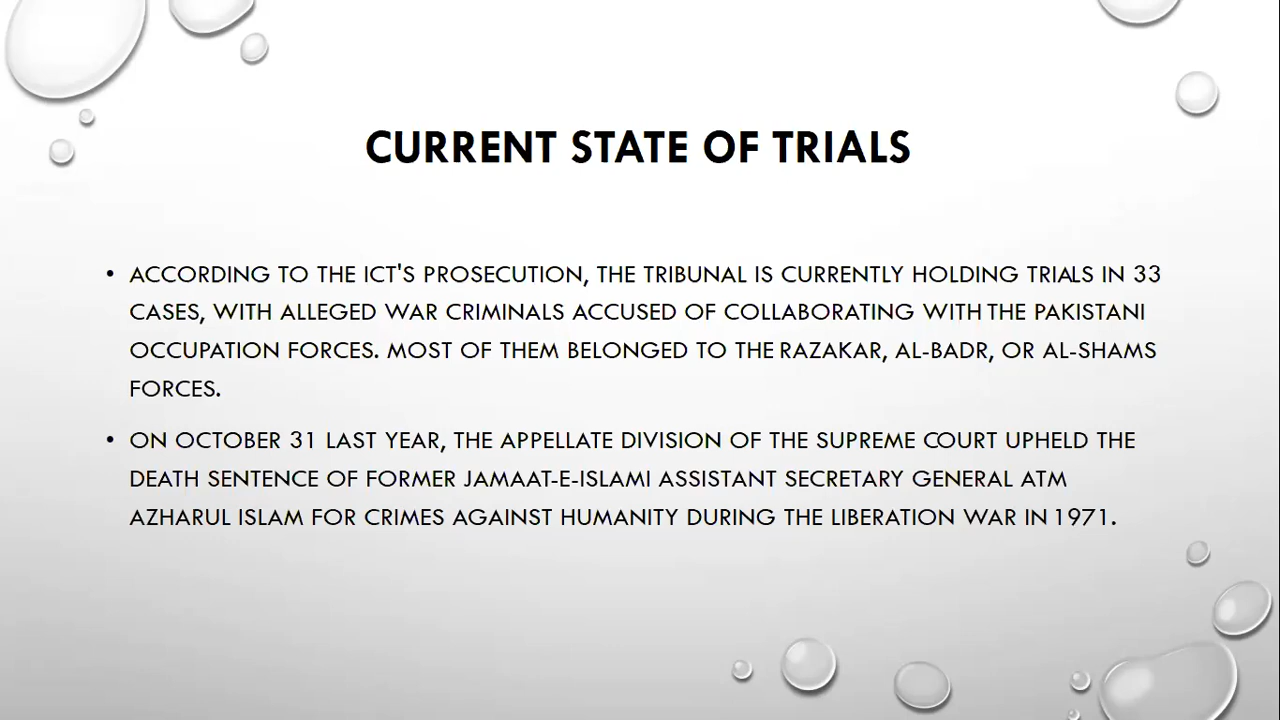 CURRENT STATE OF TRIALS
• ACCORDING TO THE ICT'S PROSECUTION, THE TRIBUNAL IS CURRENTLY HOLDING TRIALS IN 33
CASES, WITH ALLEGED WAR CRIMINALS ACCUSED OF COLLABORATING WITH THE PAKISTANI
OCCUPATION FORCES. MOST OF THEM BELONGED TO THE RAZAKAR, AL-BADR, OR AL-SHAMS
FORCES.
• ON OCTOBER 31 LAST YEAR, THE APPELLATE DIVISION OF THE SUPREME COURT UPHELD THE
DEATH SENTENCE OF FORMER JAMAAT-E-ISLAMI ASSISTANT SECRETARY GENERAL ATM
AZHARUL ISLAM FOR CRIMES AGAINST HUMANITY DURING THE LIBERATION WAR IN 1971.